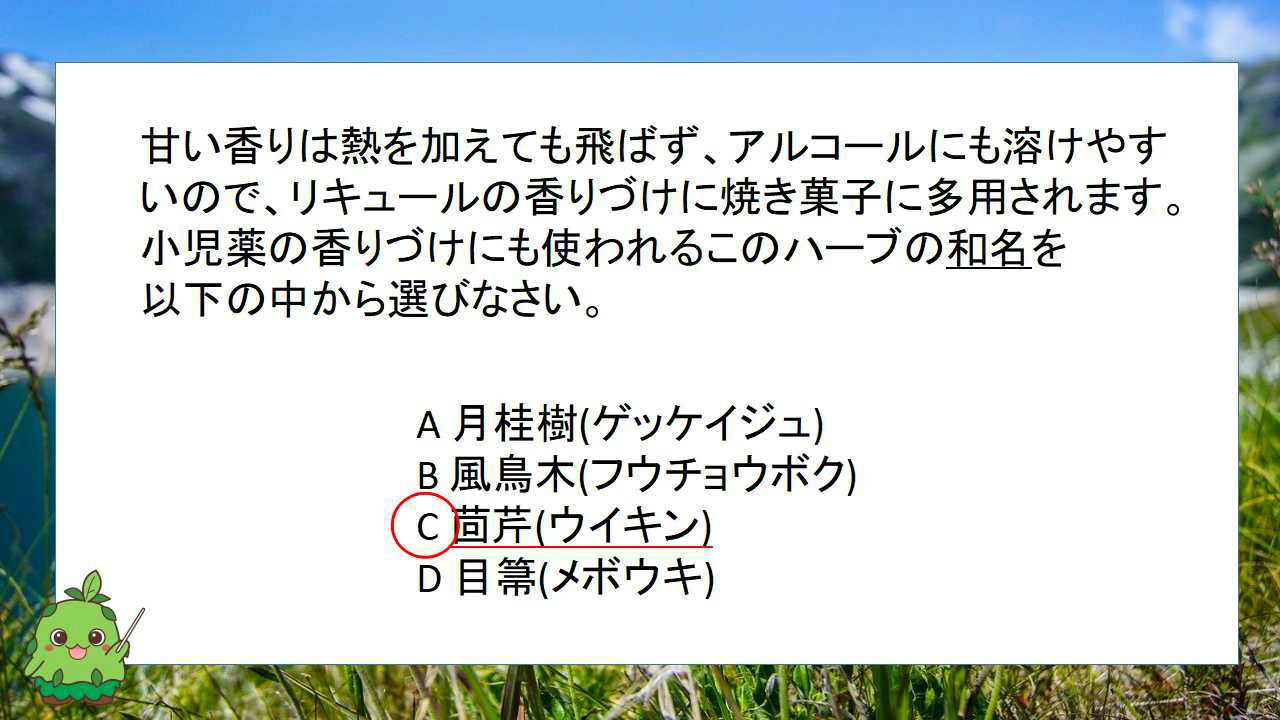 甘い香りは熱を加えても飛ばず、アルコールにも溶けやす
いので、リキュールの香りづけに焼き菓子に多用されます。
小児薬の香りづけにも使われるこのハーブの和名を
以下の中から選びなさい。
A 月桂樹(ゲッケイジュ)
B 風鳥木(フウチョウボク)
C 茴芹(ウイキン)
D 目箒(メボウキ)